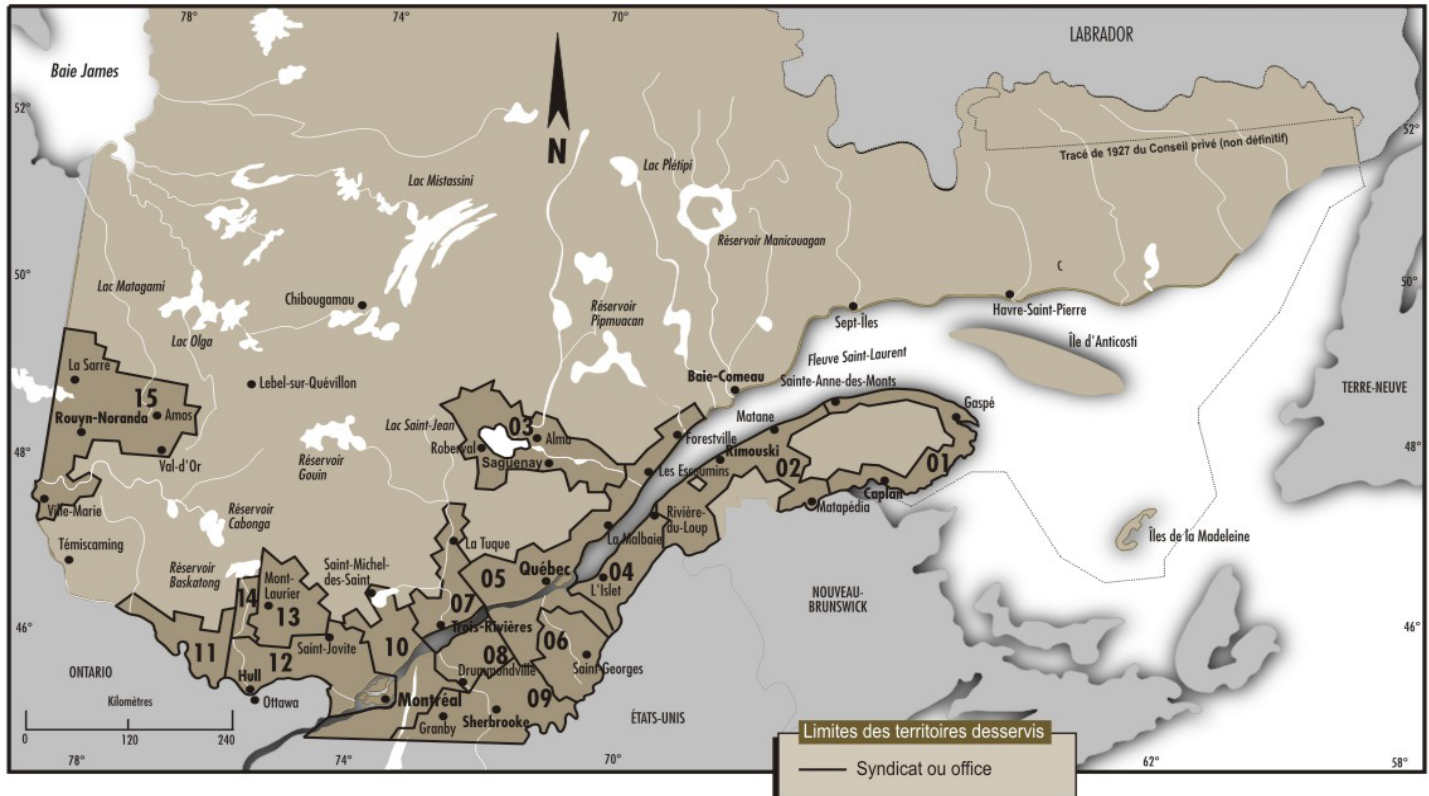 78°
74°
70°
LABRADOR
Baie James
52°
52°
N
Tracé de 1927 du Conseil privé (non définitif)
Lac Plétipi
Lac Mistassini
Réservoir Manicouagan
C
50°
50°
Lac Matagami
Chibougamau
Réservoir
Pipmuacan
Sept-Îles
Havre-Saint-Pierre
Lac Olga
Île d'Anticosti
Fleuve Saint-Laurent
La Sarre
Lebel-sur-Quévillon
Baie-Comeau
Sainte-Anne-des-Monts
TERRE-NEUVE
15
Amos
Rouyn-Noranda
Lac Saint-Jean
03
Alma
Matane
Gaspé
Roberval
Forestville
48°
48°
Val-d'Or
Réservoir
Gouin
Saguenay
Les Escoumins
Rimouski
02
01
Caplan
Ville-Marie
Réservoir
Cabonga
Matapédia
Rivière-
du-Loup
La Malbaie
La Tuque
Îles de la Madeleine
Témiscaming
Réservoir
Baskatong
Saint-Michel-
des-Saint
05
Québec
04
L'Islet
NOUVEAU-
BRUNSWICK
14
Mont-
Laurier
13
07
Trois-Rivières
46°
46°
11
12
Saint-Jovite
10
06
08
Saint-Georges
Drummondville
ONTARIO
Hull
Ottawa
Kilomètres
Montréal
09
Granby
Sherbrooke
ÉTATS-UNIS
0
120
240
Limites des territoires desservis
Syndicat ou office
78°
74°
70°
62°
58°